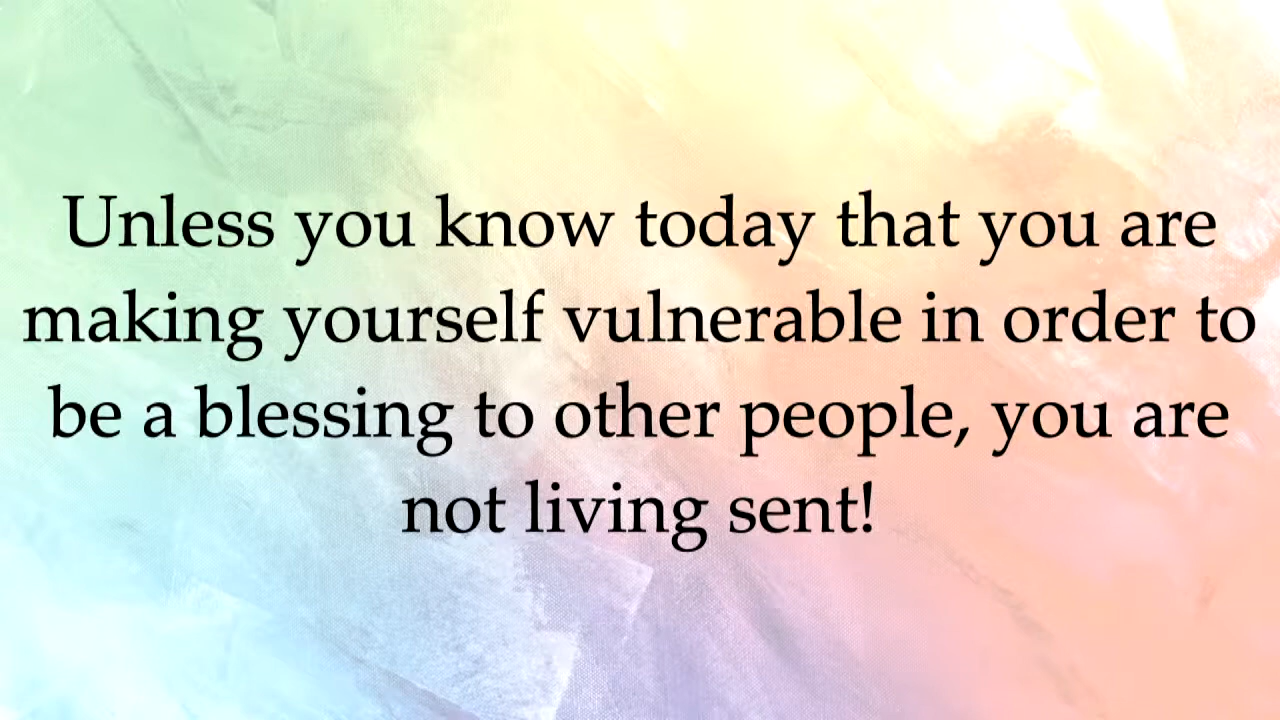 Unless you know today that you are
making yourself vulnerable in order to
be a blessing to other people, you are
not living sent!